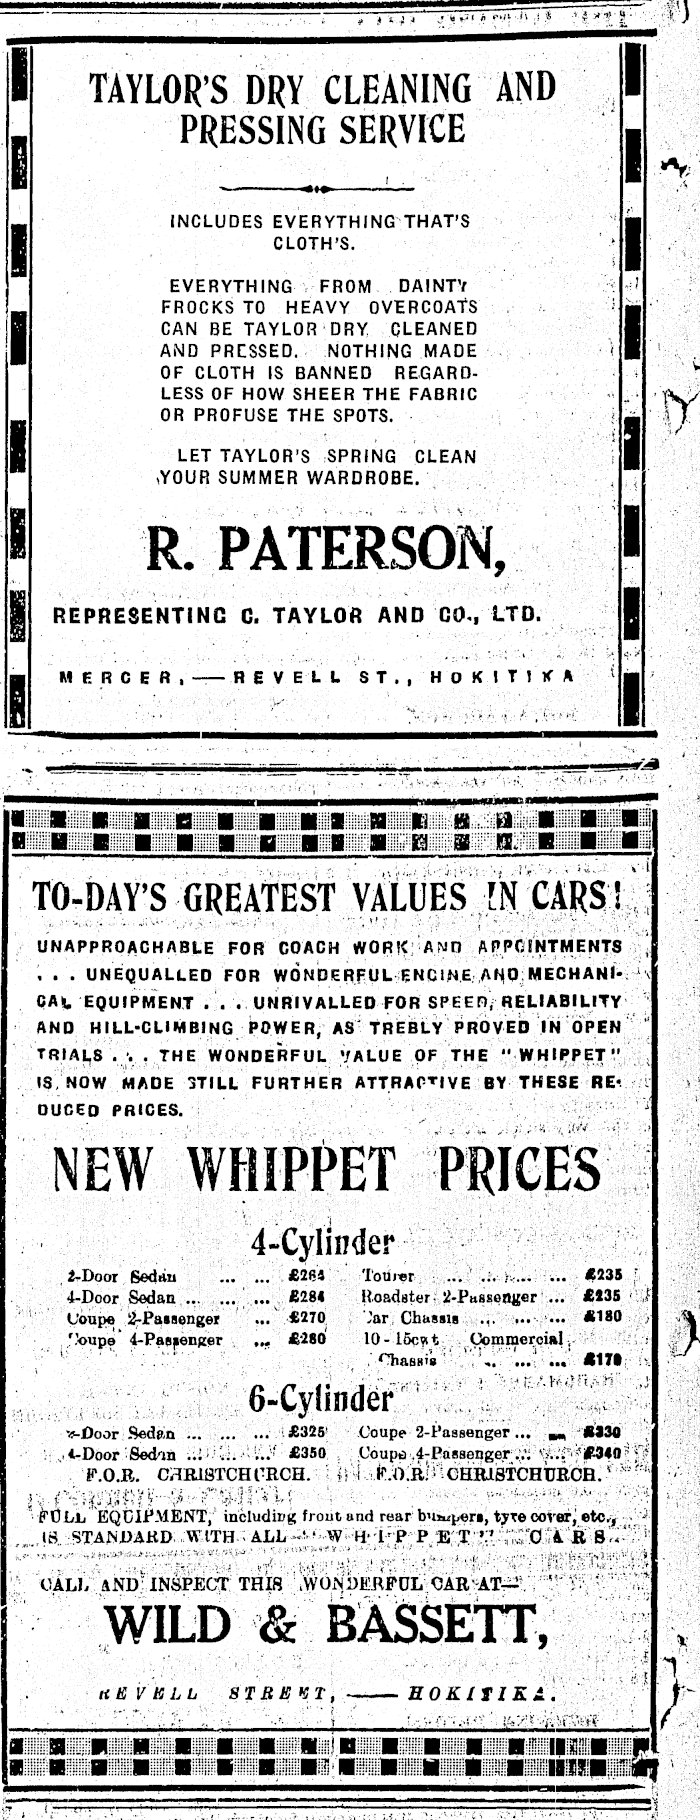 TAYLOR'S DRY CLEANING AND
PRESSING SERVICE
INCLUDES EVERYTHING THAT'S
CLOTH'S.
EVERYTHING FROM DAINTY
FROCKS TO HEAVY OVERCOATS
CAN BE TAYLOR DRY CLEANED
AND PRESSED. NOTHING MADE
OF CLOTH IS BANNED REGARD-
LESS OF HOW SHEER THE FABRIC
OR PROFUSE THE SPOTS.
LET TAYLOR'S SPRING CLEAN
YOUR SUMMER WARDROBE.
R. PATERSON,
REPRESENTING C. TAYLOR AND CO., LTD.
MERCER,—REVELL ST., HOKITIKA
TO-DAY'S GREATEST VALUES IN CARS!
UNAPPROACHABLE FOR COACH WORK AND APPOINTMENTS
. . . UNEQUALLED FOR WONDERFUL ENGINE AND MECHANI-
CAL EQUIPMENT . . . UNRIVALLED FOR SPEED, RELIABILITY
AND HILL-CLIMBING POWER, AS TREBLY PROVED IN OPEN
TRIALS . . . THE WONDERFUL VALUE OF THE "WHIPPET"
IS NOW MADE STILL FURTHER ATTRACTIVE BY THESE RE-
DUCED PRICES.
NEW WHIPPET PRICES
4-Cylinder
2-Door Sedan ... ... £264
4-Door Sedan ... ... ... £284
Coupe 2-Passenger ... £270
Coupe 4-Passenger ... £280
Tourer ... ... ... ... £235
Roadster 2-Passenger ... £235
Car Chassis ... ... ... £180
10-15cwt Commercial
Chassis ... ... ... £170
6-Cylinder
2-Door Sedan ... ... ... £325
4-Door Sedan ... ... ... £350
F.O.R. CHRISTCHURCH.
Coupe 2-Passenger ... ... £330
Coupe 4-Passenger ... ... £340
F.O.R. CHRISTCHURCH.
FULL EQUIPMENT, including front and rear bumpers, tyre cover, etc.,
IS STANDARD WITH ALL "WHIPPET" CARS.
CALL AND INSPECT THIS WONDERFUL CAR AT—
WILD & BASSETT,
REVELL STREET,—HOKITIKA.